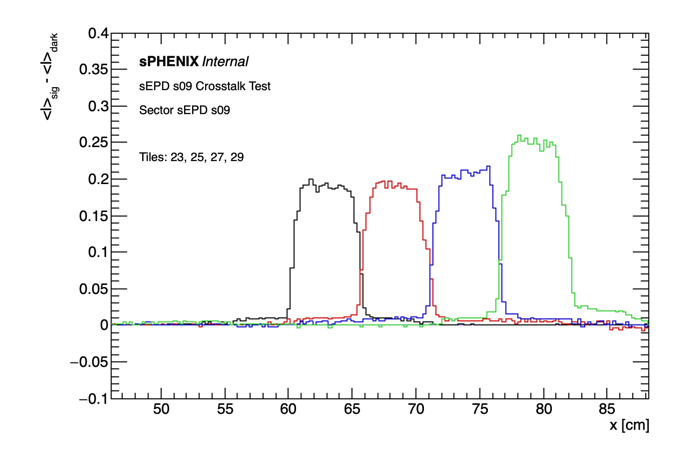 sPHENIX Internal
sEPD s09 Crosstalk Test
Sector sEPD s09
Tiles: 23, 25, 27, 29
<I>sig - <I>dark
0.4
0.35
0.3
0.25
0.2
0.15
0.1
0.05
0
−0.05
−0.1
50 55 60 65 70 75 80 85
x [cm]